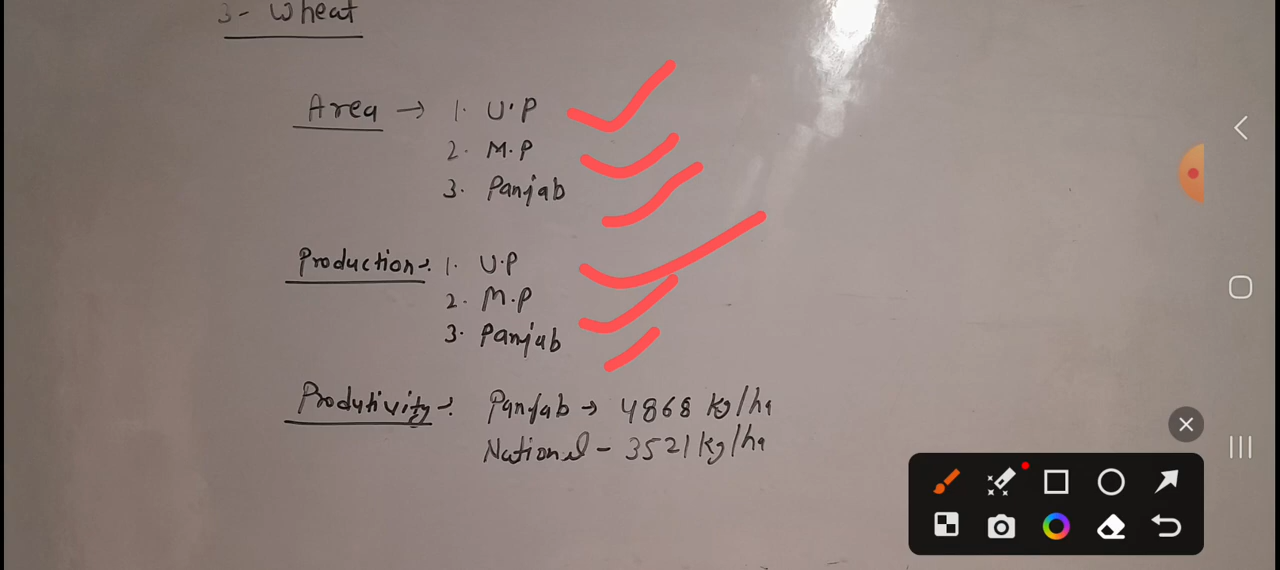 3- Wheat
Area → 1. U.P
2. M.P
3. Panjab
Production→. 1. U.P
2. M.P
3. Panjab
Produtivity→. Panjab → 4868 kg/ha
National - 3521 kg/ha